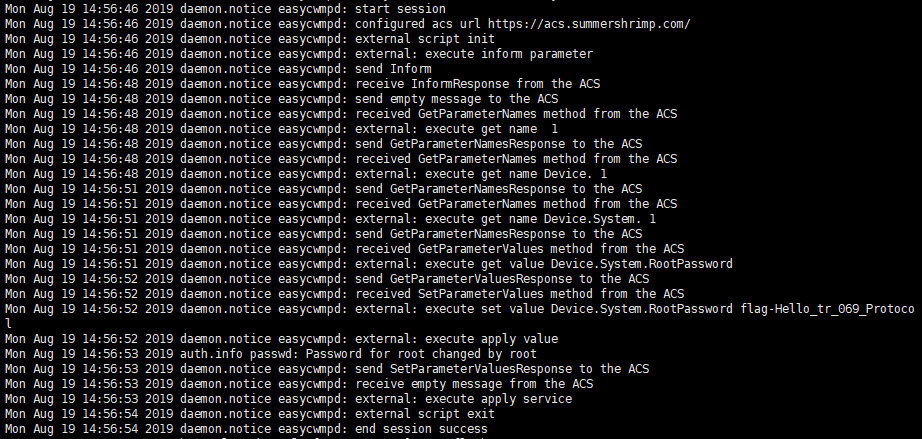 Mon Aug 19 14:56:46 2019 daemon.notice easycwmpd: start session
Mon Aug 19 14:56:46 2019 daemon.notice easycwmpd: configured acs url https://acs.summershrimp.com/
Mon Aug 19 14:56:46 2019 daemon.notice easycwmpd: external script init
Mon Aug 19 14:56:46 2019 daemon.notice easycwmpd: external: execute inform parameter
Mon Aug 19 14:56:46 2019 daemon.notice easycwmpd: send Inform
Mon Aug 19 14:56:48 2019 daemon.notice easycwmpd: receive InformResponse from the ACS
Mon Aug 19 14:56:48 2019 daemon.notice easycwmpd: send empty message to the ACS
Mon Aug 19 14:56:48 2019 daemon.notice easycwmpd: received GetParameterNames method from the ACS
Mon Aug 19 14:56:48 2019 daemon.notice easycwmpd: external: execute get name  1
Mon Aug 19 14:56:48 2019 daemon.notice easycwmpd: send GetParameterNamesResponse to the ACS
Mon Aug 19 14:56:48 2019 daemon.notice easycwmpd: received GetParameterNames method from the ACS
Mon Aug 19 14:56:48 2019 daemon.notice easycwmpd: external: execute get name Device. 1
Mon Aug 19 14:56:51 2019 daemon.notice easycwmpd: send GetParameterNamesResponse to the ACS
Mon Aug 19 14:56:51 2019 daemon.notice easycwmpd: received GetParameterNames method from the ACS
Mon Aug 19 14:56:51 2019 daemon.notice easycwmpd: external: execute get name Device.System. 1
Mon Aug 19 14:56:51 2019 daemon.notice easycwmpd: send GetParameterNamesResponse to the ACS
Mon Aug 19 14:56:51 2019 daemon.notice easycwmpd: received GetParameterValues method from the ACS
Mon Aug 19 14:56:51 2019 daemon.notice easycwmpd: external: execute get value Device.System.RootPassword
Mon Aug 19 14:56:52 2019 daemon.notice easycwmpd: send GetParameterValuesResponse to the ACS
Mon Aug 19 14:56:52 2019 daemon.notice easycwmpd: received SetParameterValues method from the ACS
Mon Aug 19 14:56:52 2019 daemon.notice easycwmpd: external: execute set value Device.System.RootPassword flag-Hello_tr_069_Protoco
l
Mon Aug 19 14:56:52 2019 daemon.notice easycwmpd: external: execute apply value
Mon Aug 19 14:56:53 2019 auth.info passwd: Password for root changed by root
Mon Aug 19 14:56:53 2019 daemon.notice easycwmpd: send SetParameterValuesResponse to the ACS
Mon Aug 19 14:56:53 2019 daemon.notice easycwmpd: receive empty message from the ACS
Mon Aug 19 14:56:53 2019 daemon.notice easycwmpd: external: execute apply service
Mon Aug 19 14:56:54 2019 daemon.notice easycwmpd: external script exit
Mon Aug 19 14:56:54 2019 daemon.notice easycwmpd: end session success